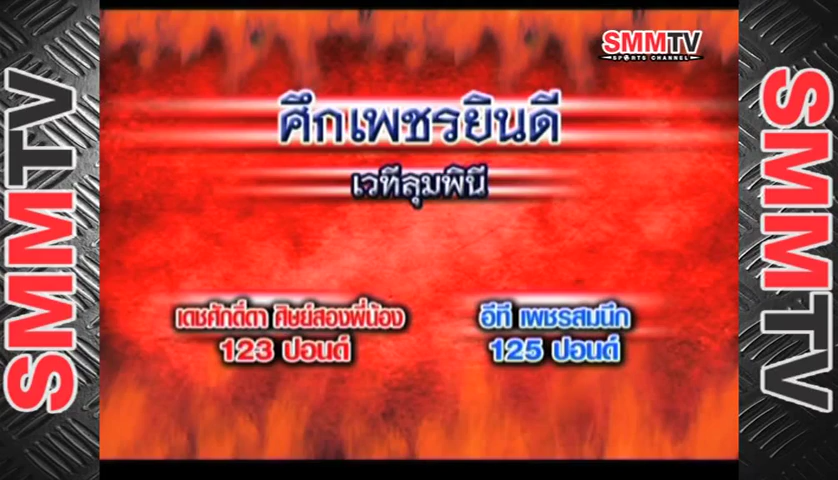 SMMTV
SPORTS CHANNEL
ศึกเพชรยินดี
เวทีลุมพินี
เดชศักดิ์ดา ศิษย์สองพี่น้อง
123 ปอนด์
อีที เพชรสมนึก
125 ปอนด์
SMMTV
SMMTV